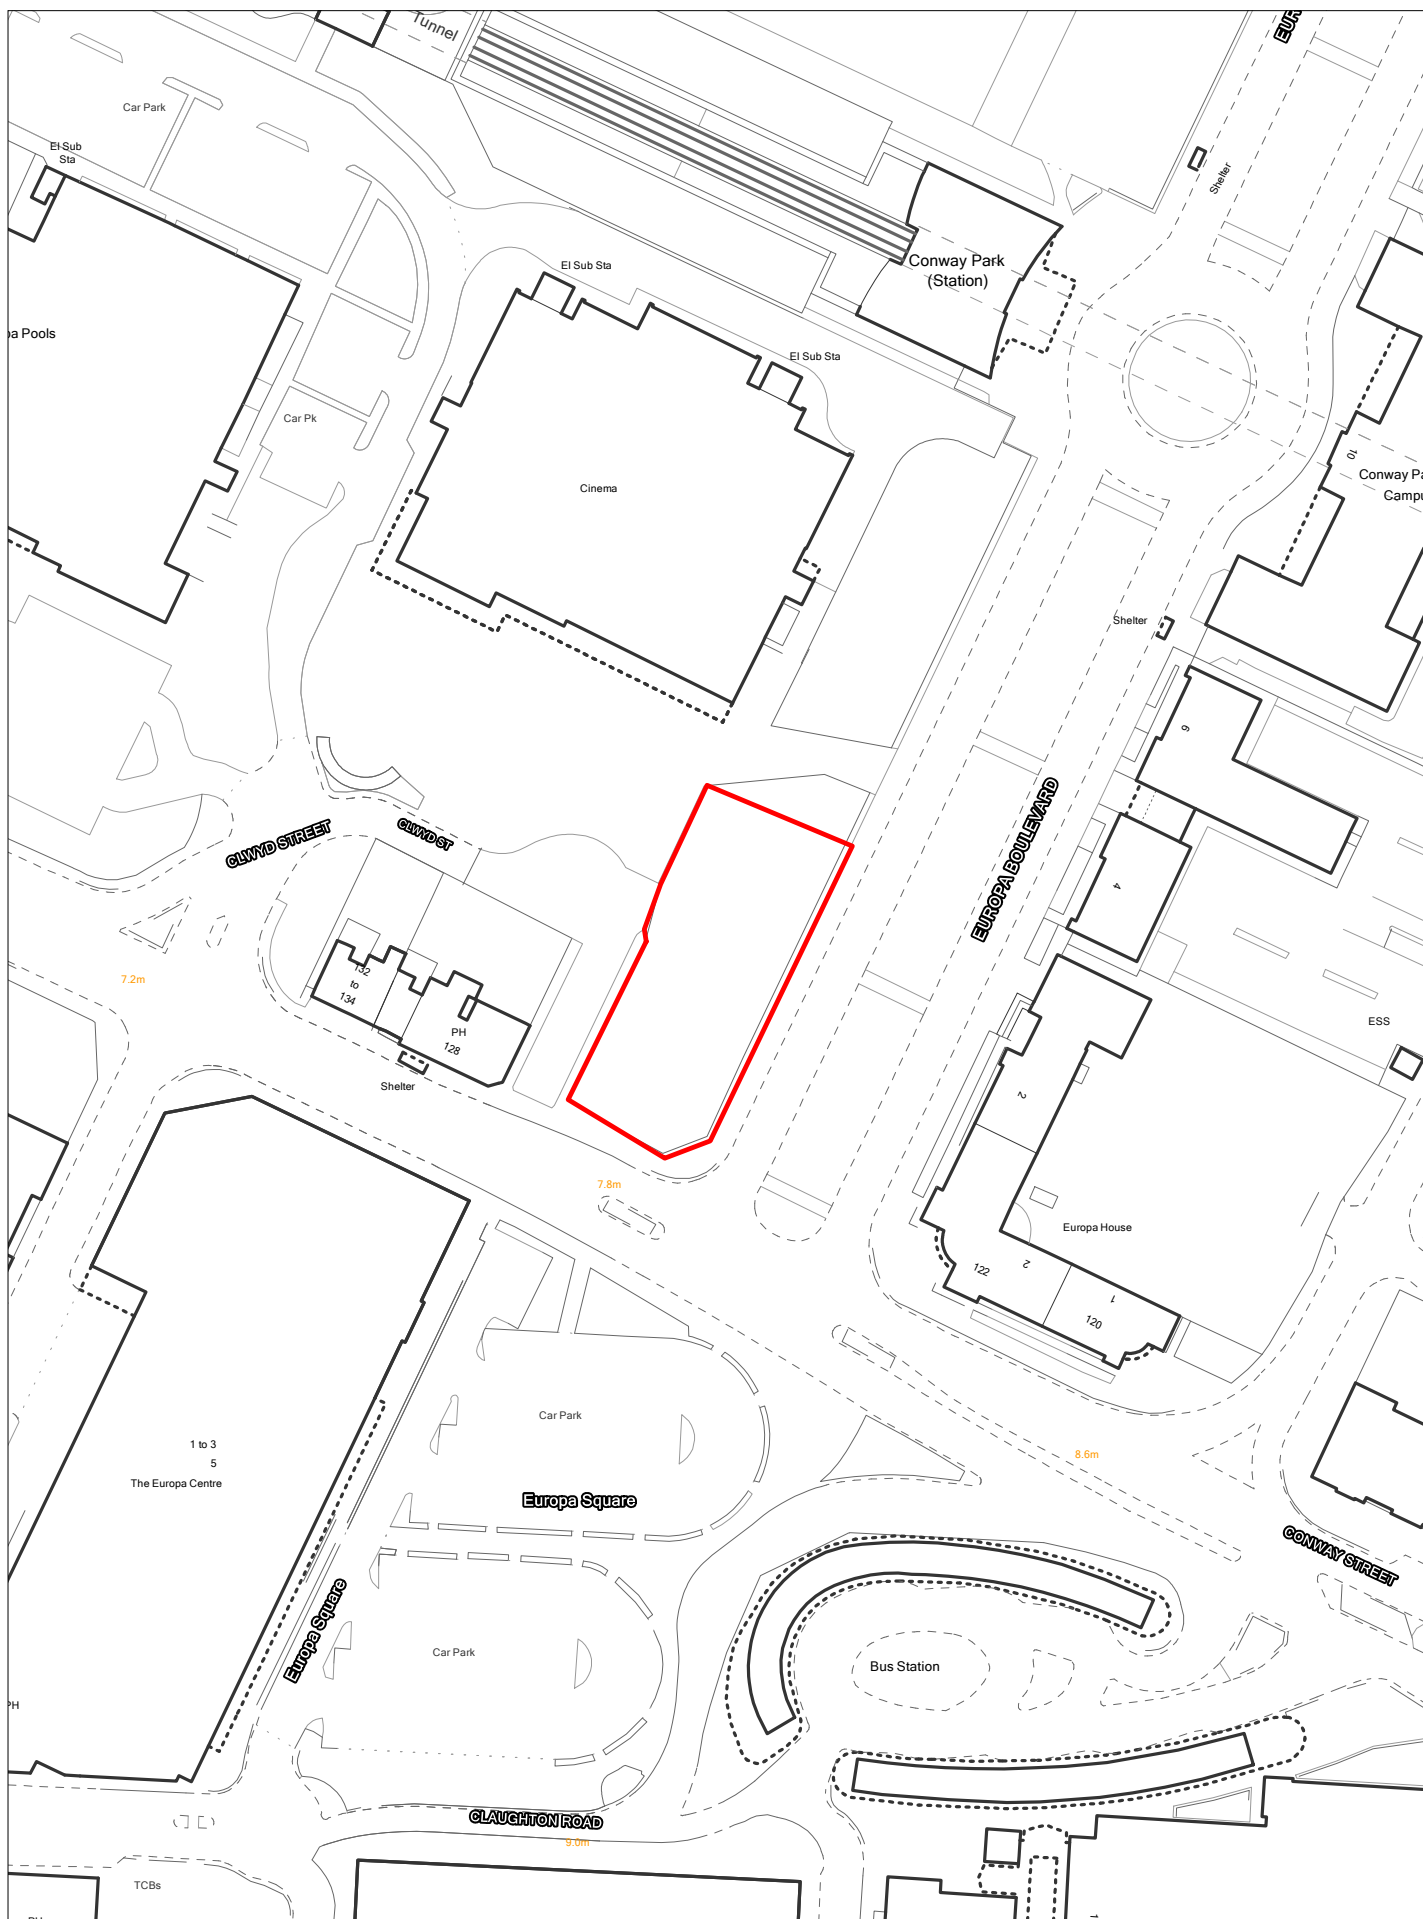 Tunnel
EUR
Car Park
El Sub
Sta
Shelter
Conway Park
(Station)
El Sub Sta
pa Pools
El Sub Sta
Car Pk
10
Conway Pa
Campu
Cinema
Shelter
6
EUROPA BOULEVARD
CLWYD STREET
CLWYD ST
4
7.2m
132
to
134
PH
128
ESS
Shelter
2
7.8m
Europa House
122
2
1
120
Car Park
1 to 3
5
The Europa Centre
8.6m
Europa Square
CONWAY STREET
Europa Square
Car Park
Bus Station
PH
CLAUGHTON ROAD
9.0m
TCBs